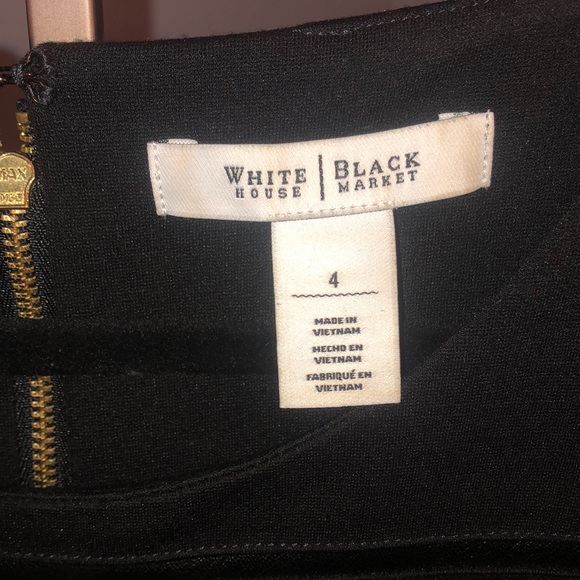 WHITE | BLACK
HOUSE | MARKET
4
MADE IN
VIETNAM
HECHO EN
VIETNAM
FABRIQUÉ EN
VIETNAM